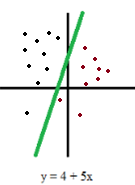 y = 4 + 5x